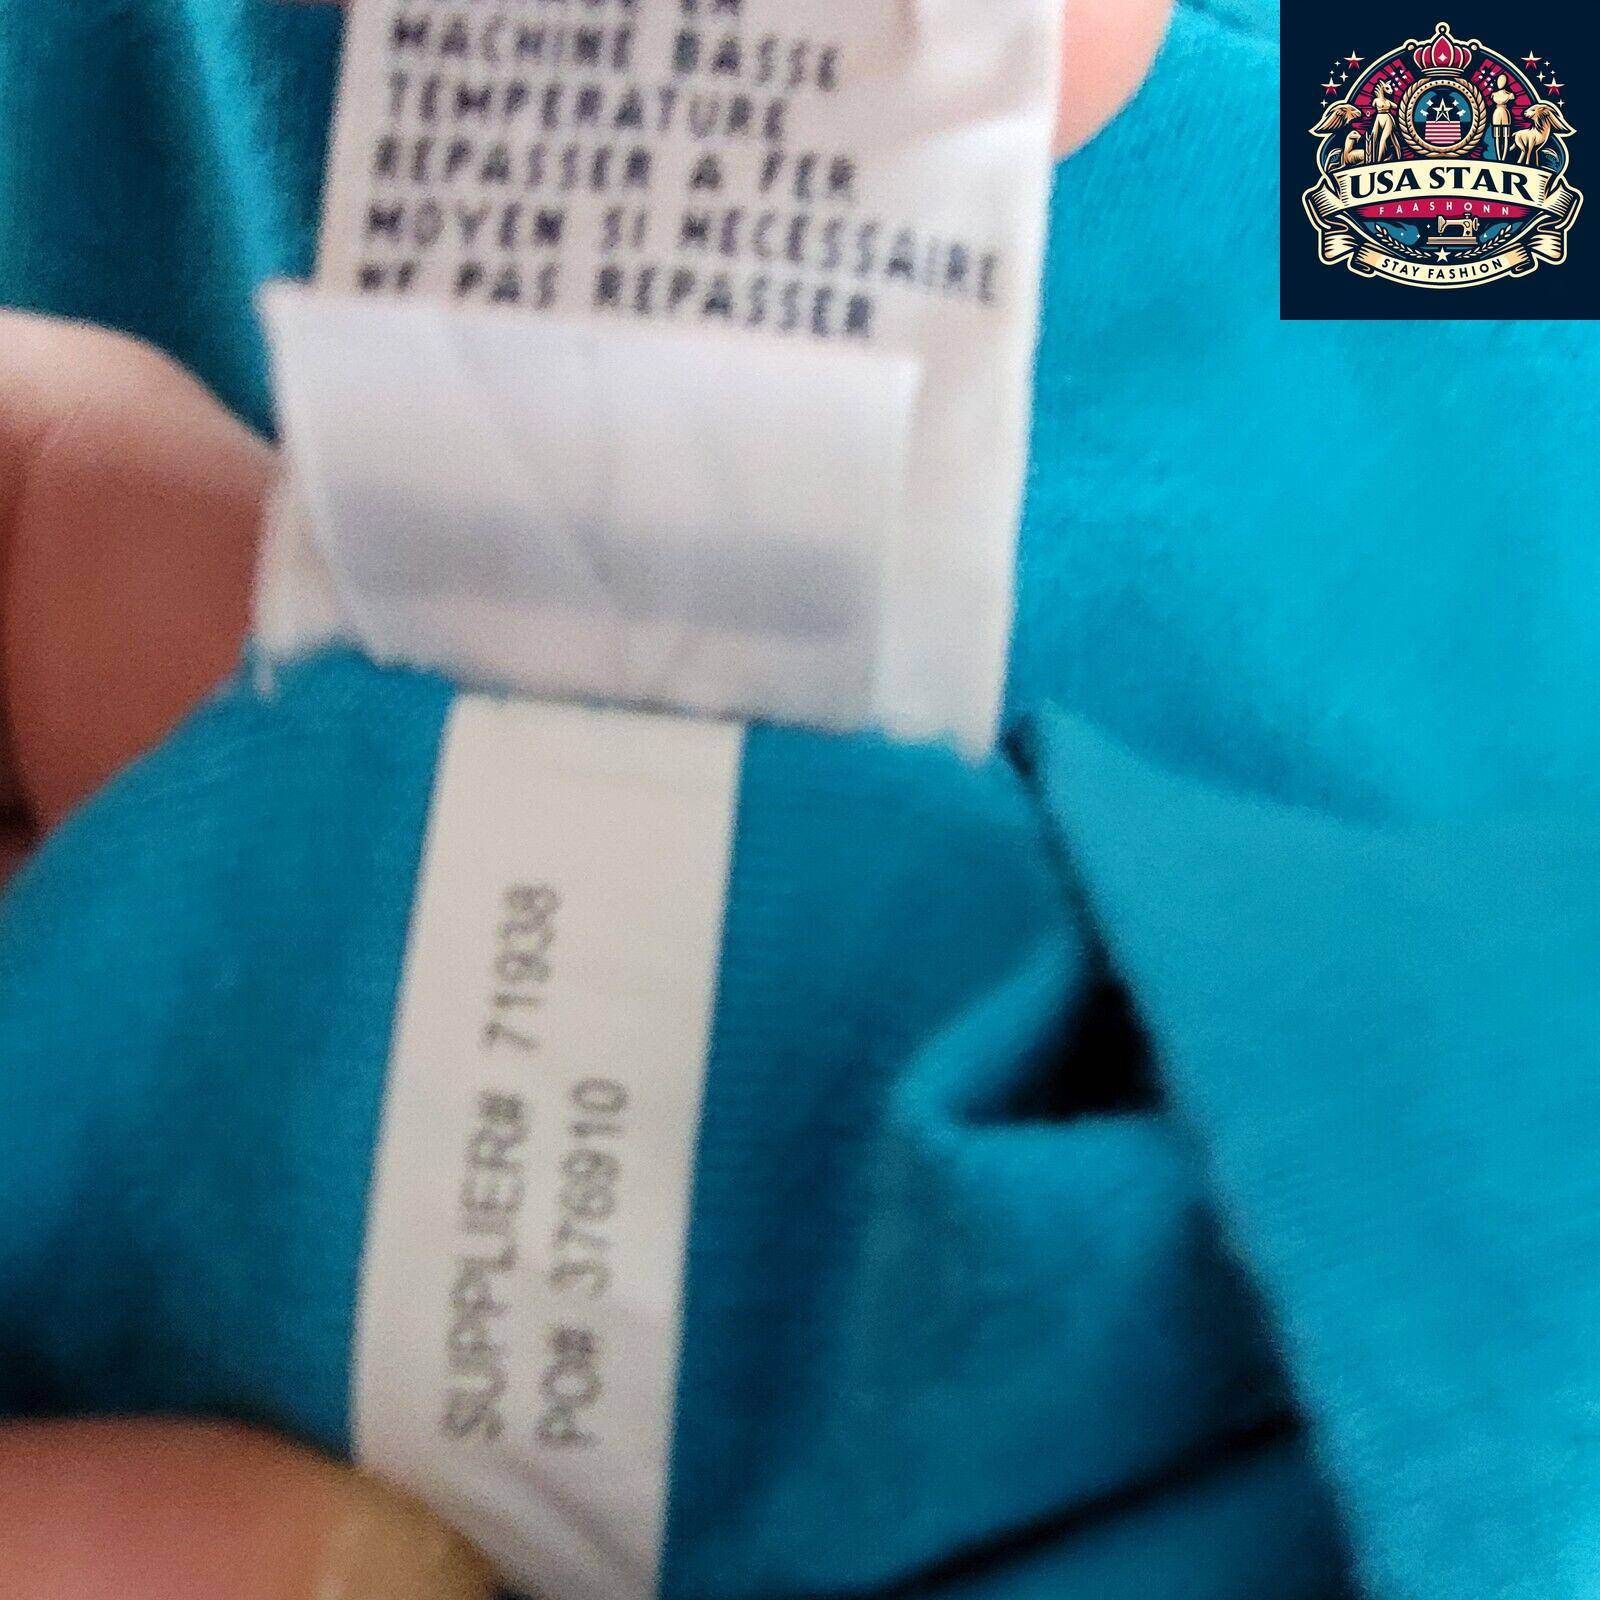 MACHINE BASSE
TEMPERATURE
REPASSER A FER
MOYEN SI NECESSAIRE
NE PAS REPASSER
SUPPLIER# 71938
PO# 376910
USA STAR
FAASHONN
STAY FASHION